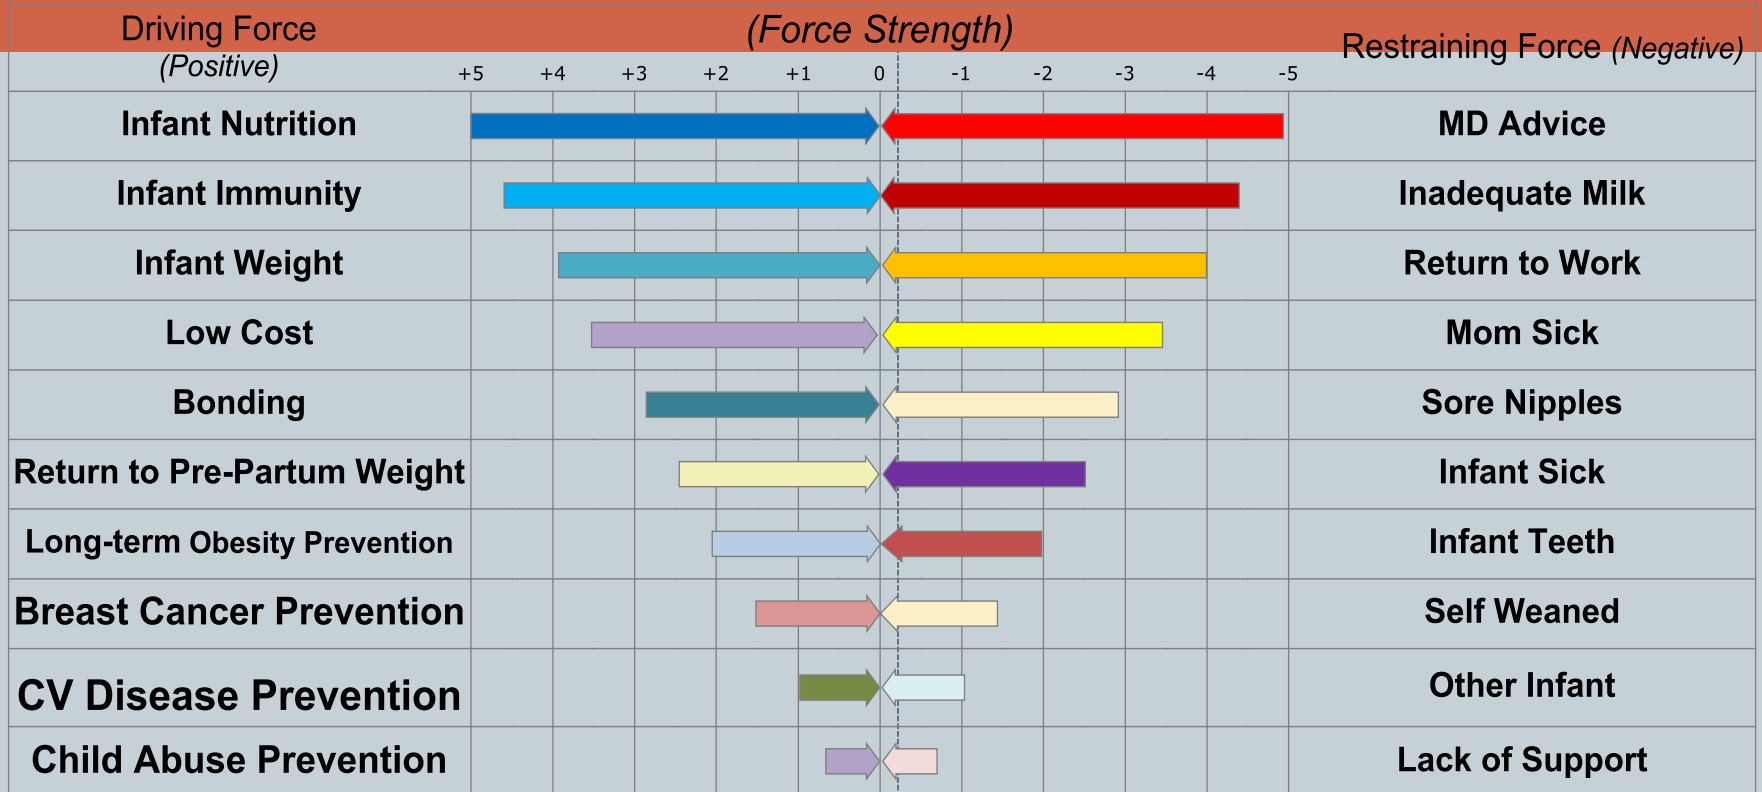 Driving Force (Force Strength) Restraining Force (Negative)
(Positive) +5 +4 +3 +2 +1 0 -1 -2 -3 -4 -5
Infant Nutrition MD Advice
Infant Immunity Inadequate Milk
Infant Weight Return to Work
Low Cost Mom Sick
Bonding Sore Nipples
Return to Pre-Partum Weight Infant Sick
Long-term Obesity Prevention Infant Teeth
Breast Cancer Prevention Self Weaned
CV Disease Prevention Other Infant
Child Abuse Prevention Lack of Support